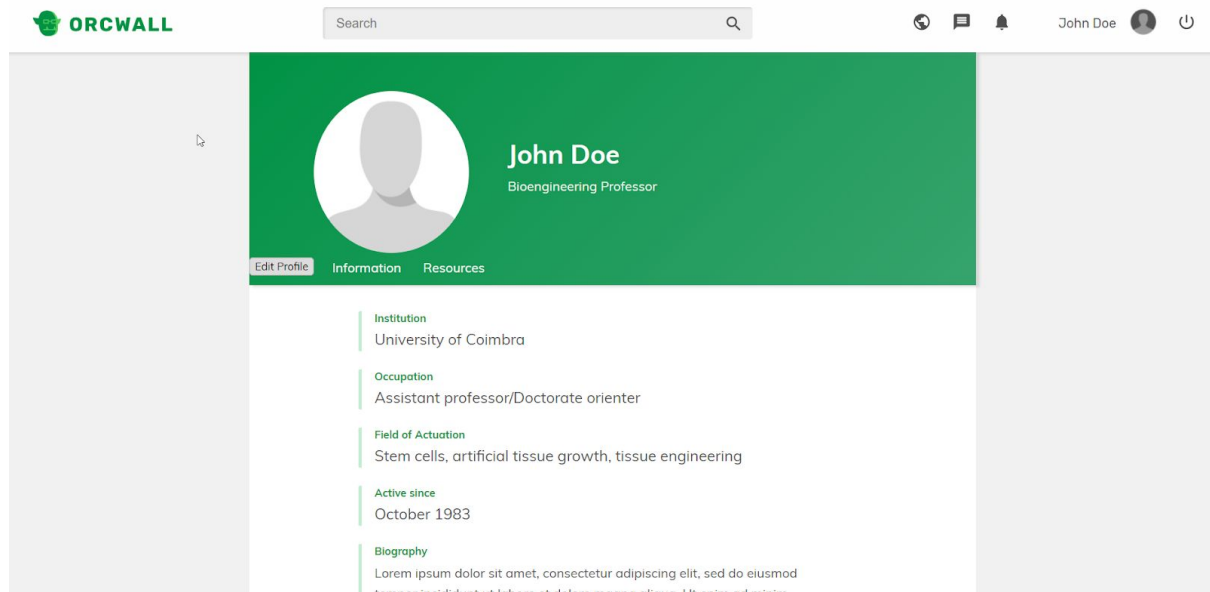 ORCWALL
Search
John Doe
John Doe
Bioengineering Professor
Edit Profile
Information
Resources
Institution
University of Coimbra
Occupation
Assistant professor/Doctorate orienter
Field of Actuation
Stem cells, artificial tissue growth, tissue engineering
Active since
October 1983
Biography
Lorem ipsum dolor sit amet, consectetur adipiscing elit, sed do eiusmod